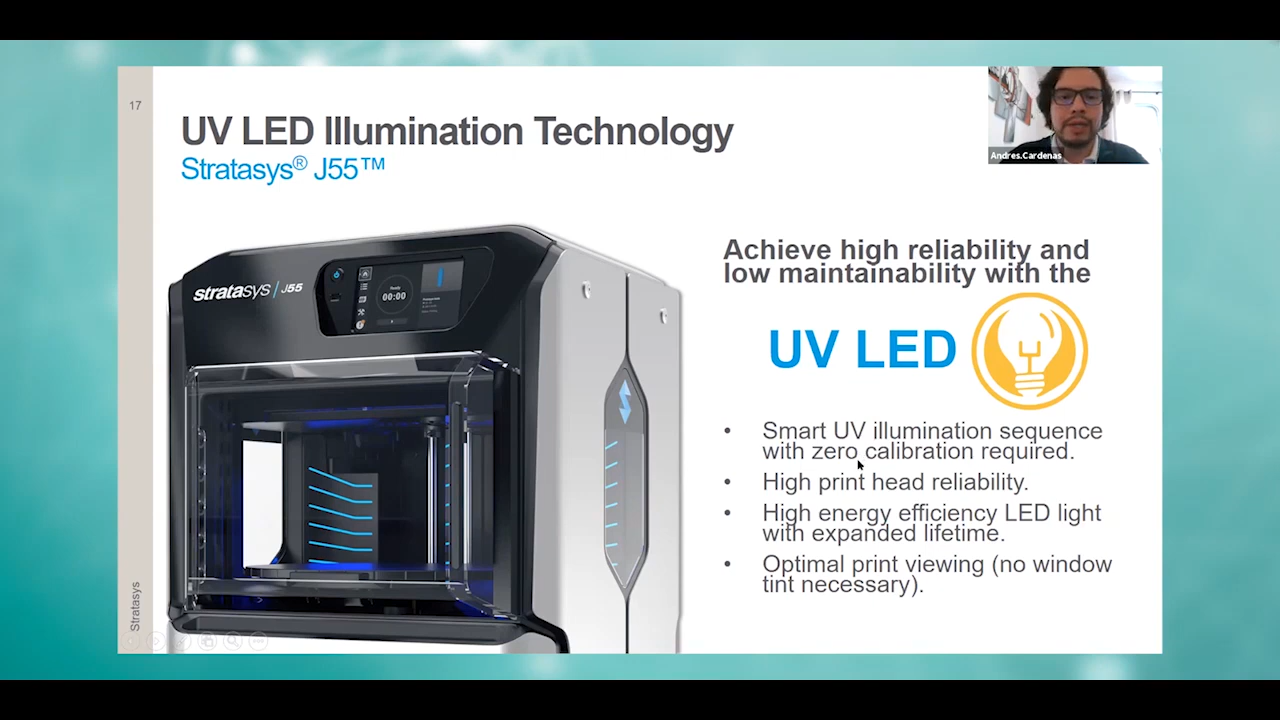 17
UV LED Illumination Technology
Stratasys® J55™
Andres.Cardenas
stratasys | J55
Ready
00:00
Achieve high reliability and
low maintainability with the
UV LED
• Smart UV illumination sequence
with zero calibration required.
• High print head reliability.
• High energy efficiency LED light
with expanded lifetime.
• Optimal print viewing (no window
tint necessary).
Stratasys